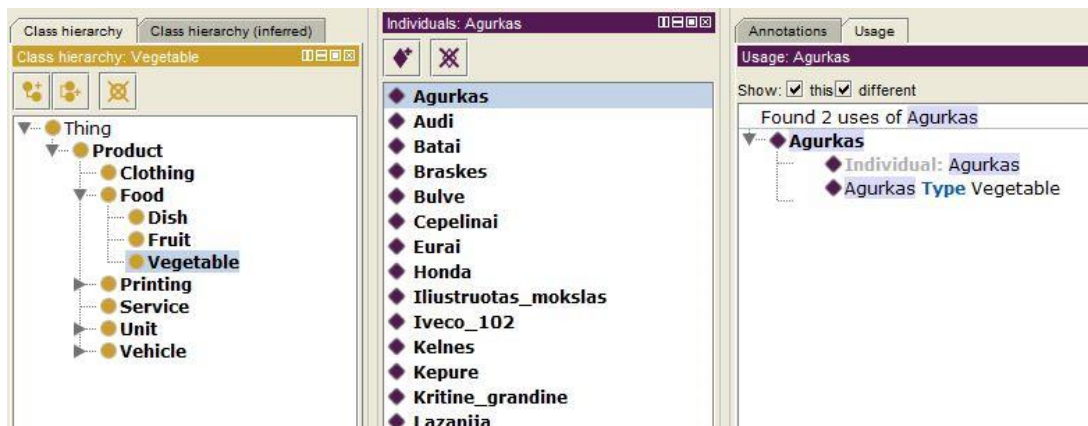 Class hierarchy
Class hierarchy (inferred)
Class hierarchy: Vegetable
Thing
Product
Clothing
Food
Dish
Fruit
Vegetable
Printing
Service
Unit
Vehicle
Individuals: Agurkas
Agurkas
Audi
Batai
Braskes
Bulve
Cepelinai
Eurai
Honda
Iliustruotas_mokslas
Iveco_102
Kelnes
Kepure
Kritine_grandine
Lazanija
Annotations
Usage
Usage: Agurkas
Show: this different
Found 2 uses of Agurkas
Agurkas
Individual: Agurkas
Agurkas Type Vegetable